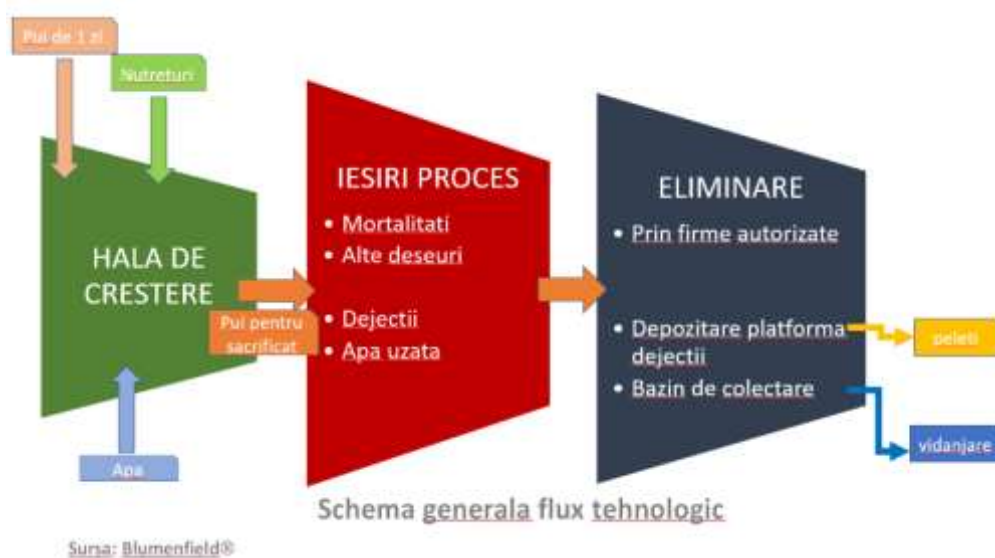 Pui de 1 zi
Nutreturi
HALA DE
CRESTERE
Apa
Pui pentru
sacrificat
IESIRI PROCES
• Mortalitati
• Alte deseuri
• Dejectii
• Apa uzata
ELIMINARE
• Prin firme autorizate
• Depozitare platforma
dejectii
• Bazin de colectare
peleti
vidanjare
Schema generala flux tehnologic
Sursa: Blumenfield®